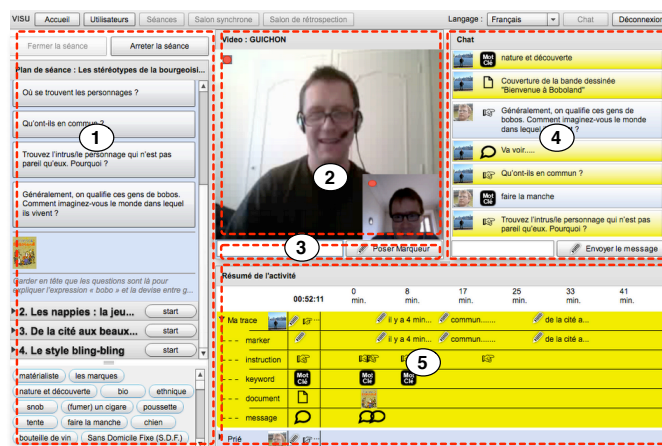 VISU Accueil Utilisateurs Séances Salon synchrone Salon de rétrospection Langage : Français Chat Déconnexion
Fermer la séance Arreter la séance
Plan de séance : Les stéréotypes de la bourgeoisi...
Où se trouvent les personnages ?
Qu'ont-ils en commun ?
1
Trouvez l'intrus/le personnage qui n'est pas
pareil qu'eux. Pourquoi ?
Généralement, on qualifie ces gens de bobos.
Comment imaginez-vous le monde dans lequel
ils vivent ?
Garder en tête que les questions sont là pour
expliquer l'expression « bobo » et la devise entre g...
2. Les nappies : la jeu... start
3. De la cité aux beaux... start
4. Le style bling-bling start
matérialiste les marques
nature et découverte bio ethnique
snob (fumer) un cigare poussette
tente faire la manche chien
bouteille de vin Sans Domicile Fixe (S.D.F.)
Video : GUICHON
2
3
Poser Marqueur
Chat
Mot Clé nature et découverte
Couverture de la bande dessinée
"Bienvenue à Boboland"
Généralement, on qualifie ces gens de
bobos. Comment imaginez-vous le monde
dans lequel ils vivent ?
4
Va voir.....
Qu'ont-ils en commun ?
Mot Clé faire la manche
Trouvez l'intrus/le personnage qui n'est pas
pareil qu'eux. Pourquoi ?
Envoyer le message
Résumé de l'activité
00:52:11 0 min. 8 min. 17 min. 25 min. 33 min. 41 min.
Ma trace ... il y a 4 min... commun....... de la cité a...
marker il y a 4 min... commun....... de la cité a...
instruction
5
keyword Mot Clé Mot Clé Mot Clé
document
message
Prié ...